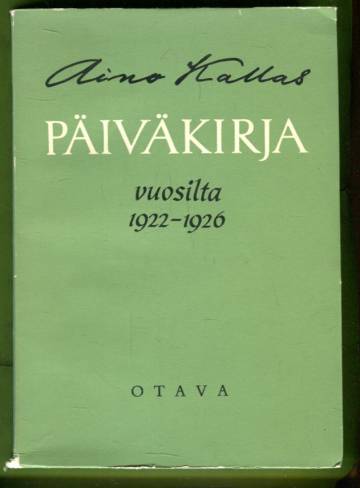 Aino Kallas
PÄIVÄKIRJA
vuosilta
1922–1926
OTAVA